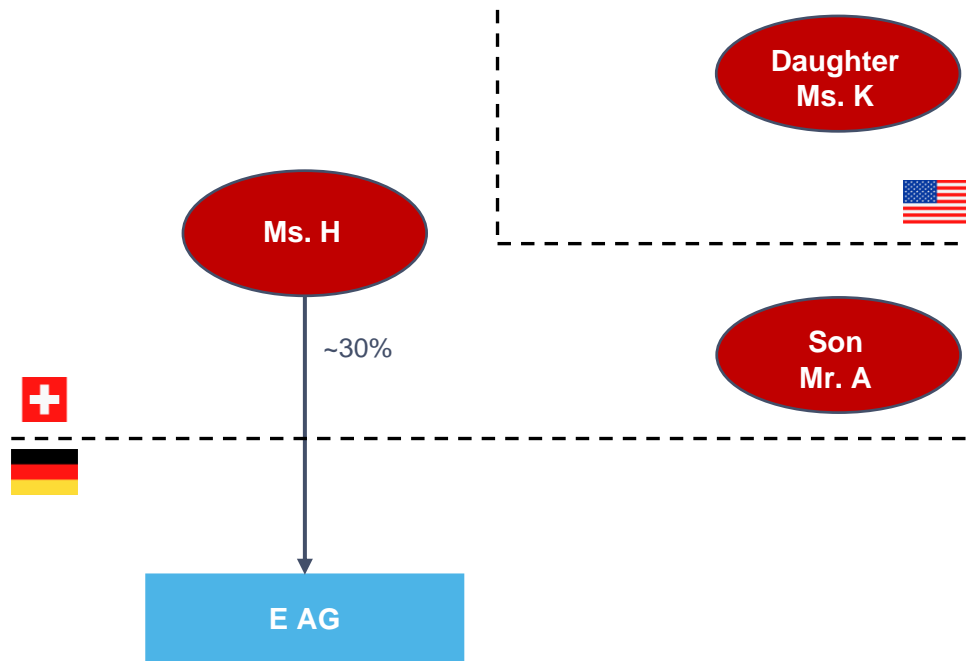 Daughter
Ms. K
Ms. H
~30%
Son
Mr. A
E AG